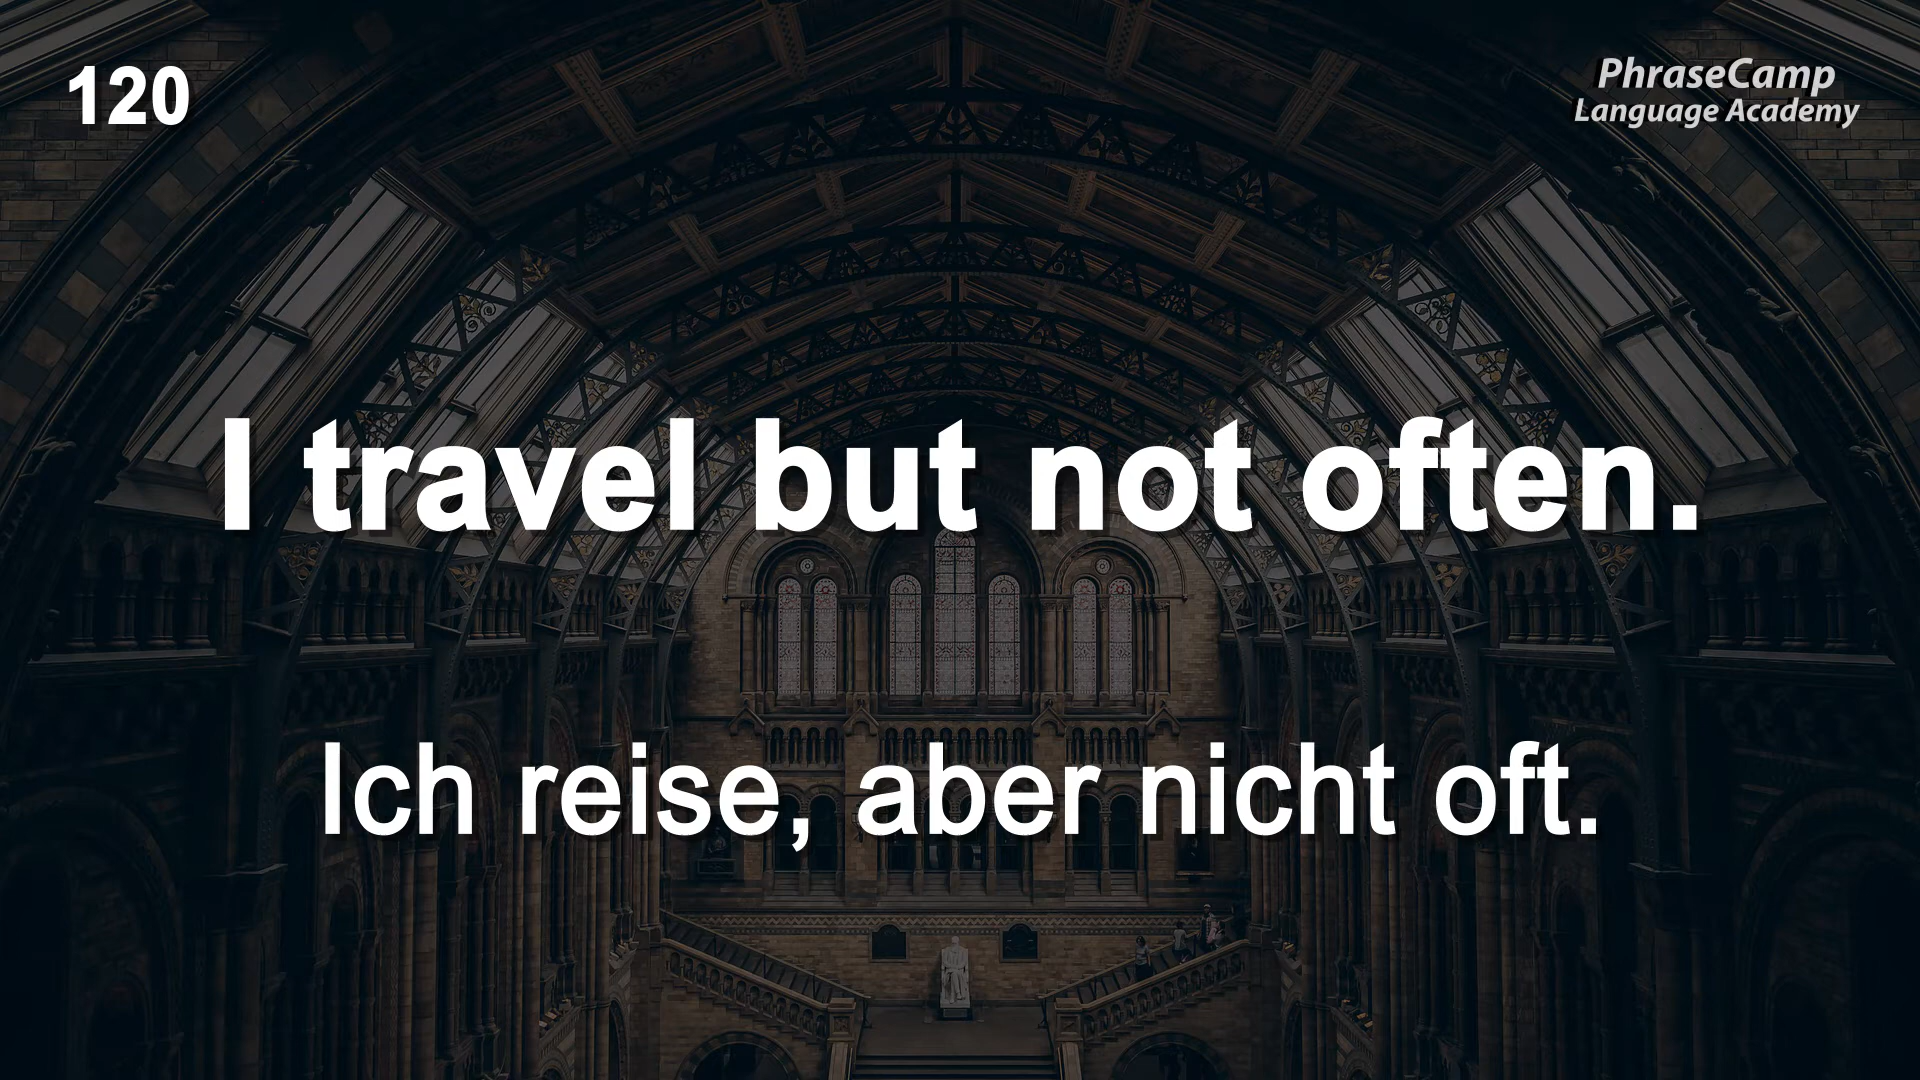 120
PhraseCamp
Language Academy
I travel but not often.
Ich reise, aber nicht oft.